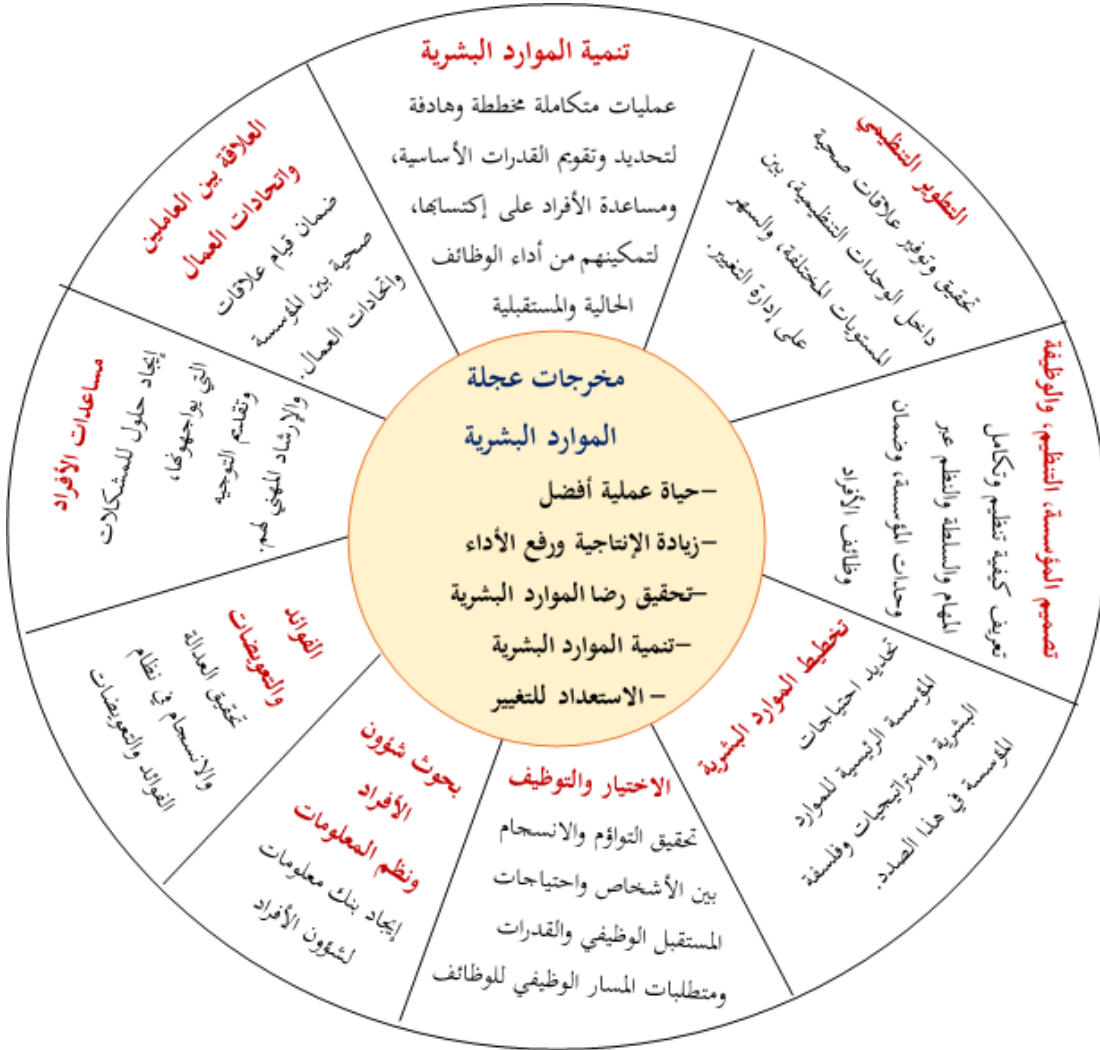 تنمية الموارد البشرية
عمليات متكاملة مخططة وهادفة
لتحديد وتقويم القدرات الأساسية،
ومساعدة الأفراد على إكتسابها،
لتمكينهم من أداء الوظائف
الحالية والمستقبلية
التطوير التنظيمي
تحقيق وتوفير علاقات صحية
داخل الوحدات التنظيمية، بين
المستويات المختلفة، والسهر
على إدارة التغيير.
تصميم المؤسسة، التنظيم، والوظيفة
تعريف كيفية تنظيم وتكامل
المهام والسلطة والنظم عبر
وحدات المؤسسة، وضمان
وظائف الأفراد
تخطيط الموارد البشرية
تحديد احتياجات
المؤسسة الرئيسية للموارد
البشرية واستراتيجيات وفلسفة
المؤسسة في هذا الصدد.
الاختيار والتوظيف
تحقيق التواؤم والانسجام
بين الأشخاص واحتياجات
المستقبل الوظيفي والقدرات
ومتطلبات المسار الوظيفي للوظائف
بحوث شؤون
الأفراد
ونظم المعلومات
إيجاد بنك معلومات
لشؤون الأفراد
الفوائد
والتعويضات
تحقيق العدالة
والانسجام في نظام
الفوائد والتعويضات
مساعدات الأفراد
إيجاد حلول للمشكلات
التي يواجهونها،
وتقديم التوجيه
والإرشاد المهني لهم.
العلاقة بين العاملين
واتحادات العمال
ضمان قيام علاقات
صحية بين المؤسسة
واتحادات العمال.
مخرجات عجلة
الموارد البشرية
–حياة عملية أفضل
–زيادة الإنتاجية ورفع الأداء
–تحقيق رضا الموارد البشرية
–تنمية الموارد البشرية
– الاستعداد للتغيير